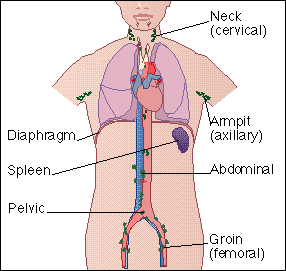 Neck
(cervical)
Diaphragm
Armpit
(axillary)
Spleen
Abdominal
Pelvic
Groin
(femoral)